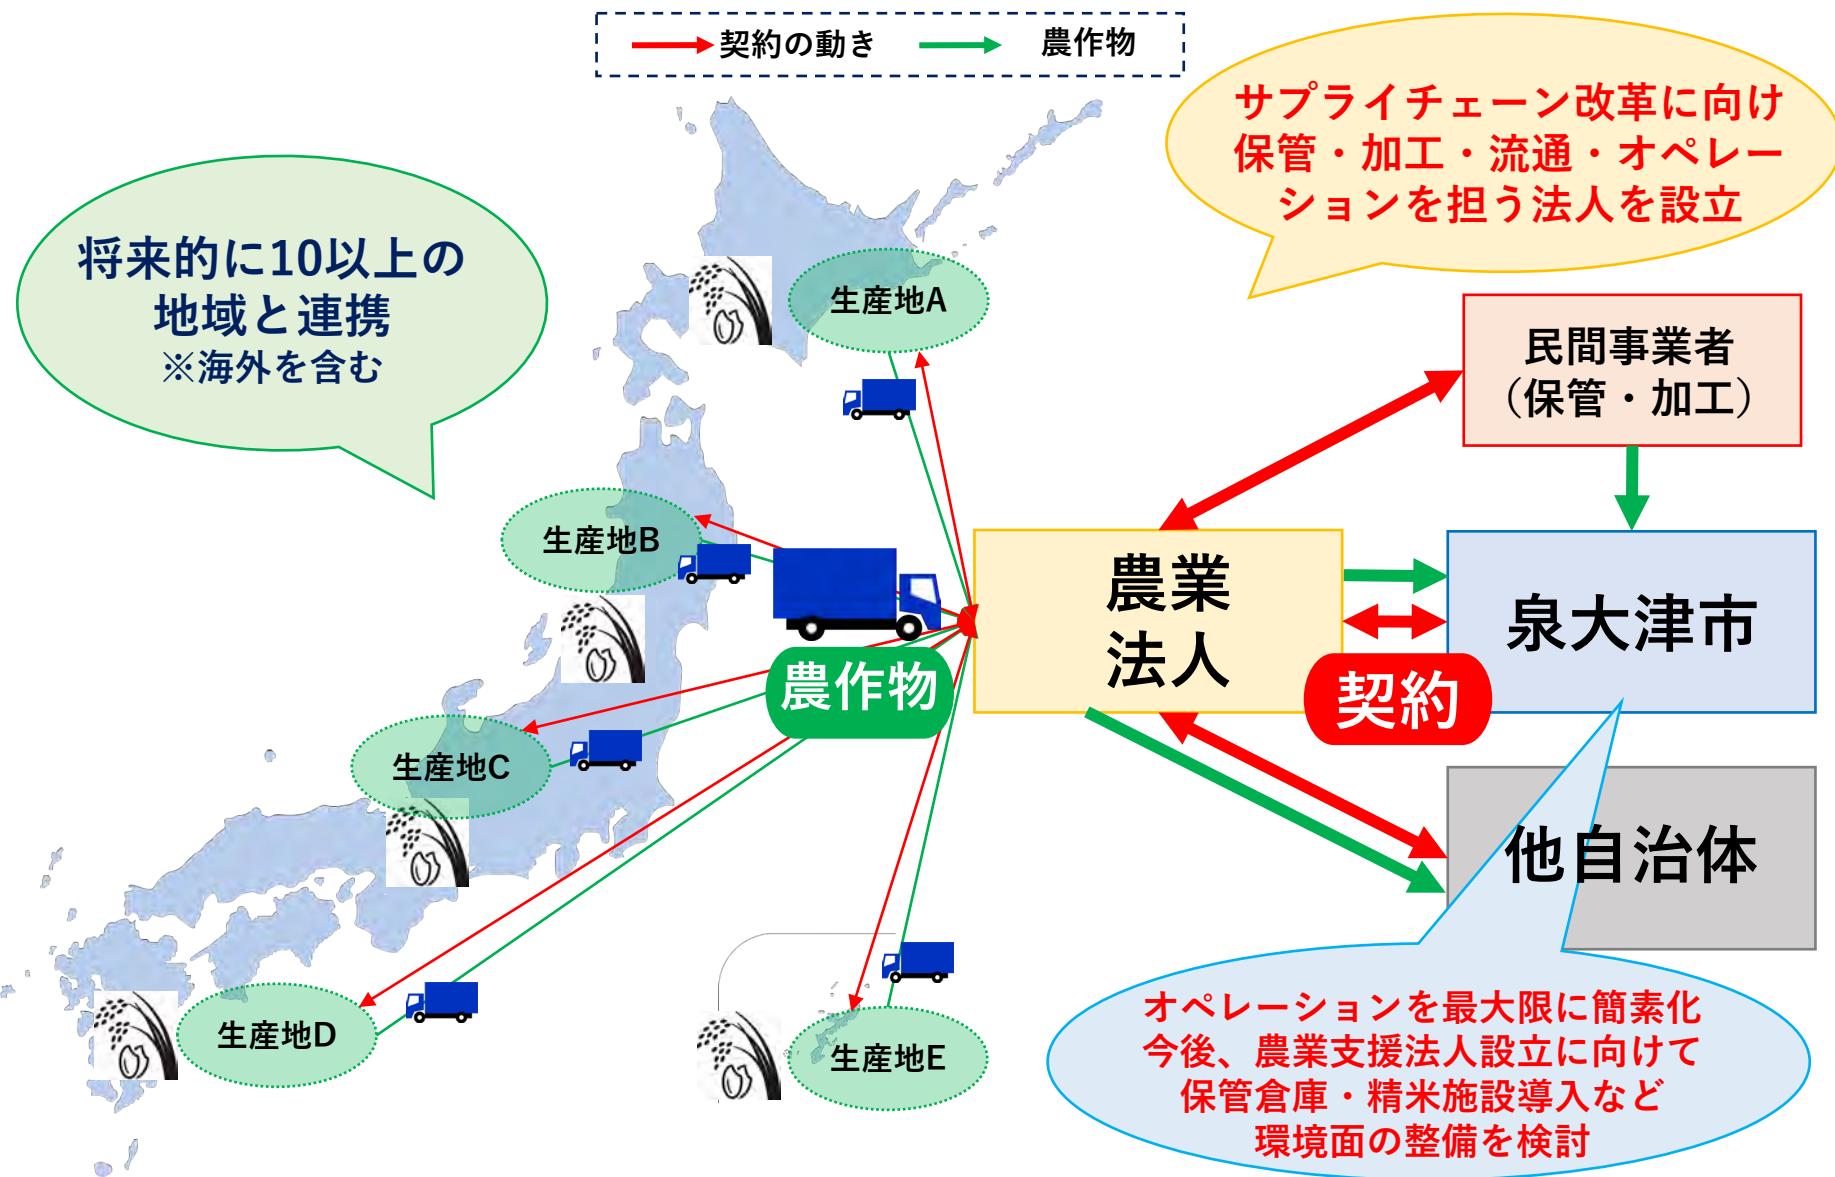 契約の動き
農作物
サプライチェーン改革に向け
保管・加工・流通・オペレー
ションを担う法人を設立
将来的に10以上の
地域と連携
※海外を含む
生産地A
民間事業者
（保管・加工）
生産地B
農業
法人
泉大津市
農作物
契約
生産地C
他自治体
生産地D
生産地E
オペレーションを最大限に簡素化
今後、農業支援法人設立に向けて
保管倉庫・精米施設導入など
環境面の整備を検討